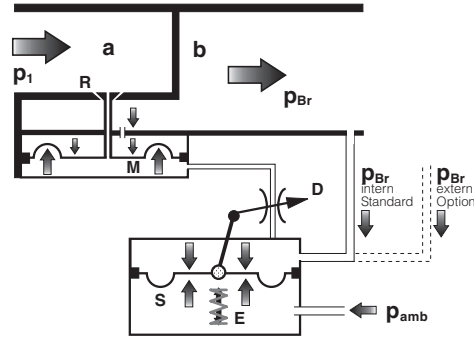 a
b
p1
R
pBr
M
D
pBr
intern
Standard
pBr
extern
Option
S
E
pamb